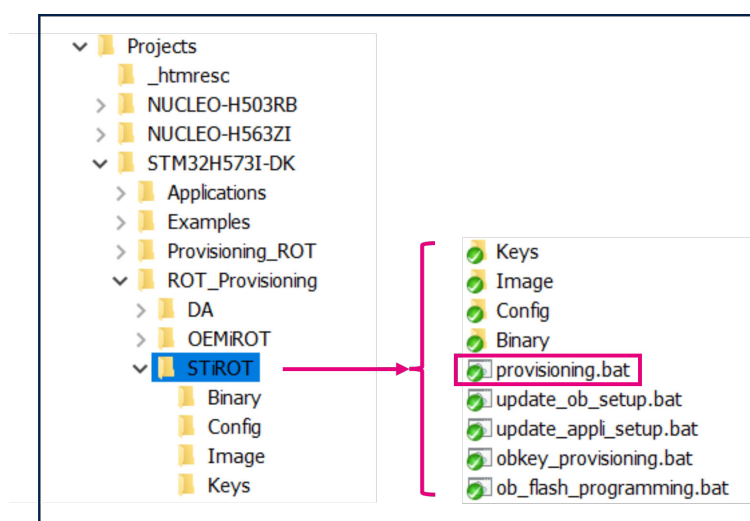 Projects
_htmresc
NUCLEO-H503RB
NUCLEO-H563ZI
STM32H573I-DK
Applications
Examples
Provisioning_ROT
ROT_Provisioning
DA
OEMiROT
STiROT
Binary
Config
Image
Keys
Keys
Image
Config
Binary
provisioning.bat
update_ob_setup.bat
update_appli_setup.bat
obkey_provisioning.bat
ob_flash_programming.bat